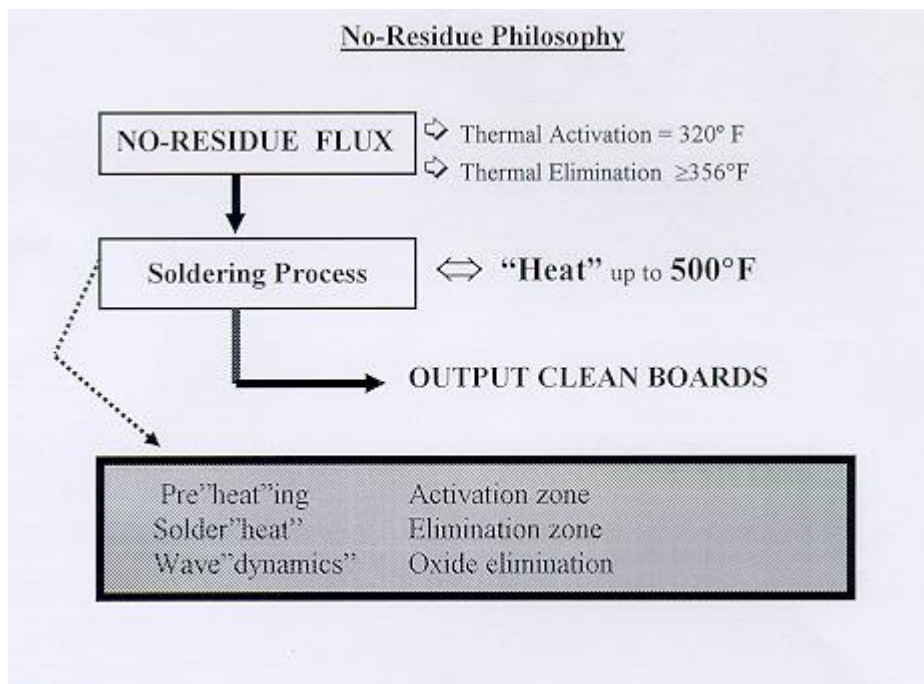 No-Residue Philosophy
NO-RESIDUE FLUX
Thermal Activation = 320° F
Thermal Elimination ≥356°F
Soldering Process
“Heat” up to 500°F
OUTPUT CLEAN BOARDS
Pre”heat”ing Activation zone
Solder”heat” Elimination zone
Wave”dynamics” Oxide elimination